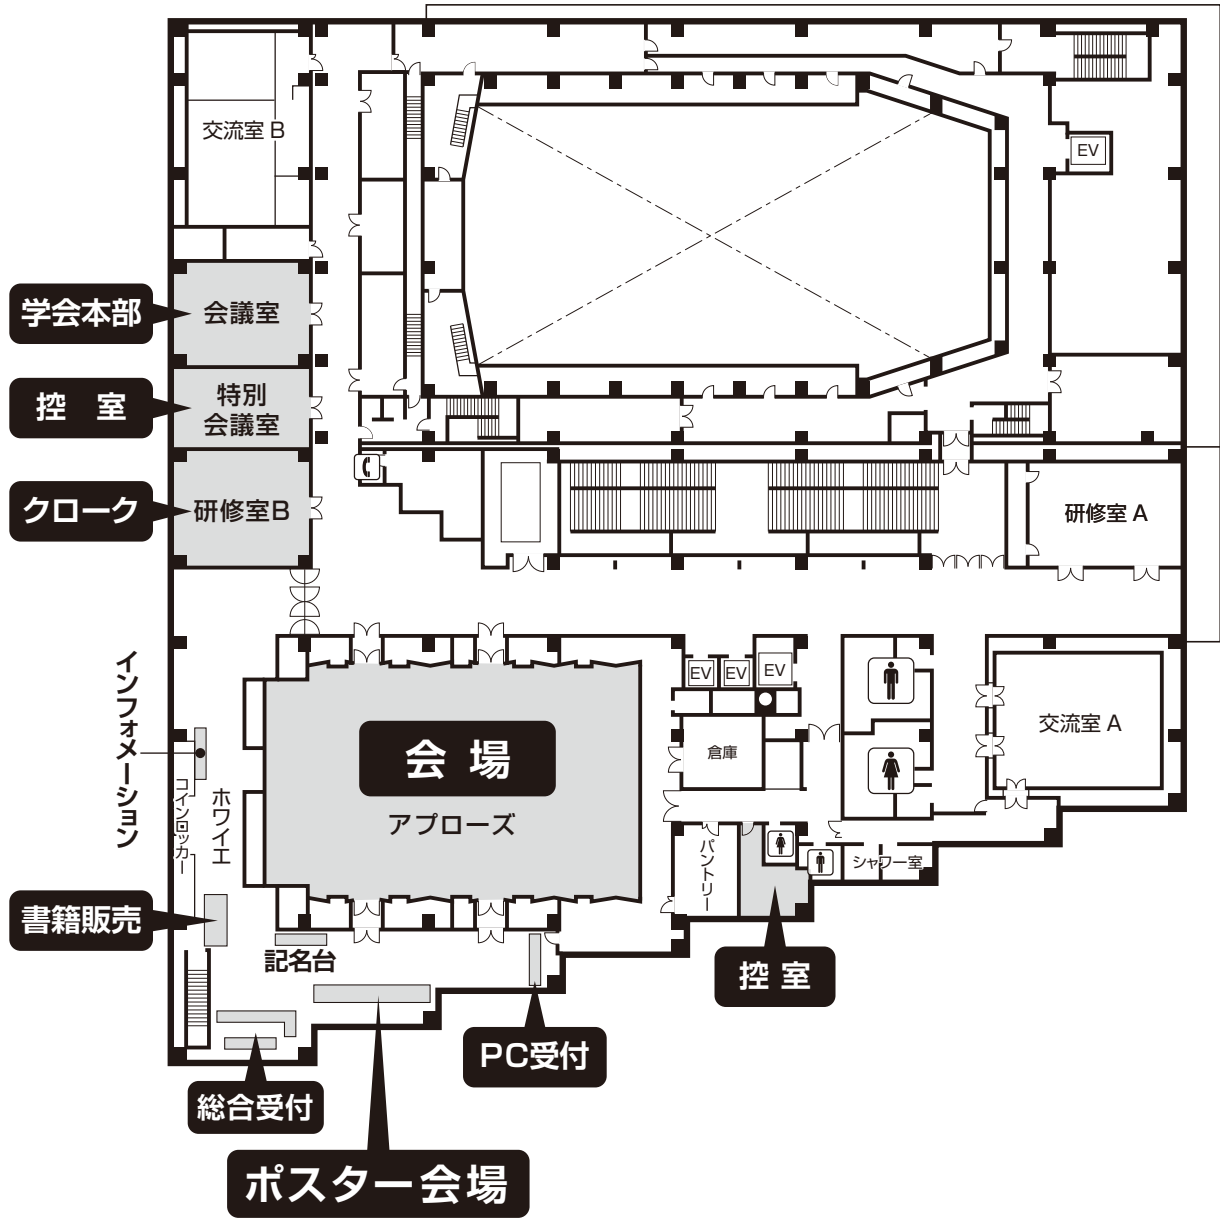 交流室 B
EV
学会本部
会議室
控 室
特別
会議室
クローク
研修室B
研修室 A
インフォメーション
コインロッカー
ホワイエ
EV
EV
EV
会 場
アプローズ
倉庫
交流室 A
パントリー
シャワー室
書籍販売
記名台
控 室
PC受付
総合受付
ポスター会場